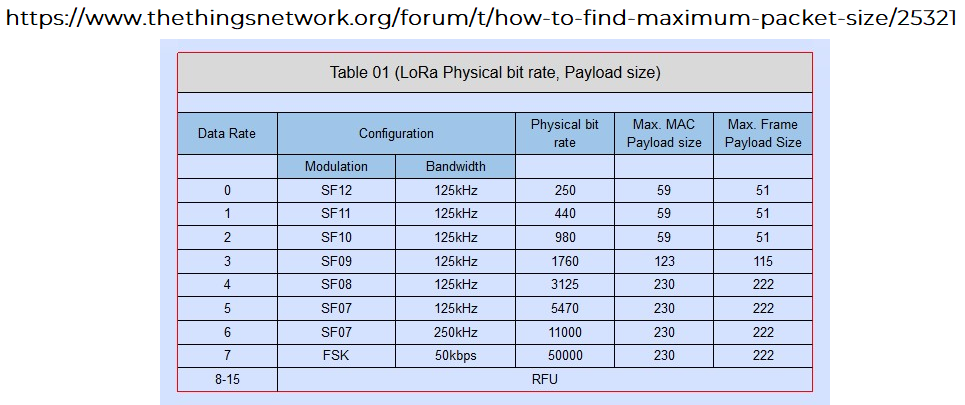 https://www.thethingsnetwork.org/forum/t/how-to-find-maximum-packet-size/25321
Table 01 (LoRa Physical bit rate, Payload size)
Data Rate Configuration Physical bit rate Max. MAC Payload size Max. Frame Payload Size
Modulation Bandwidth
0 SF12 125kHz 250 59 51
1 SF11 125kHz 440 59 51
2 SF10 125kHz 980 59 51
3 SF09 125kHz 1760 123 115
4 SF08 125kHz 3125 230 222
5 SF07 125kHz 5470 230 222
6 SF07 250kHz 11000 230 222
7 FSK 50kbps 50000 230 222
8-15 RFU